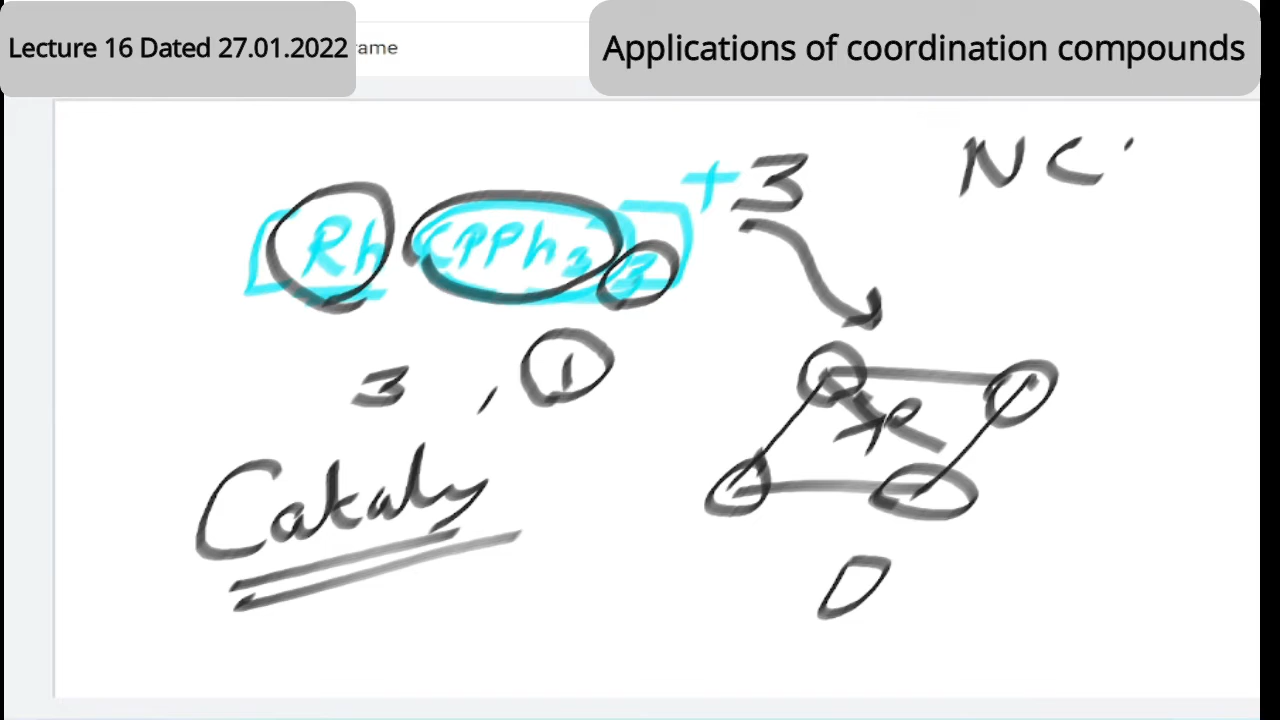 Lecture 16 Dated 27.01.2022
ame
Applications of coordination compounds
NC
[Rh(PPh3)3]+3
3, 1
Cataly